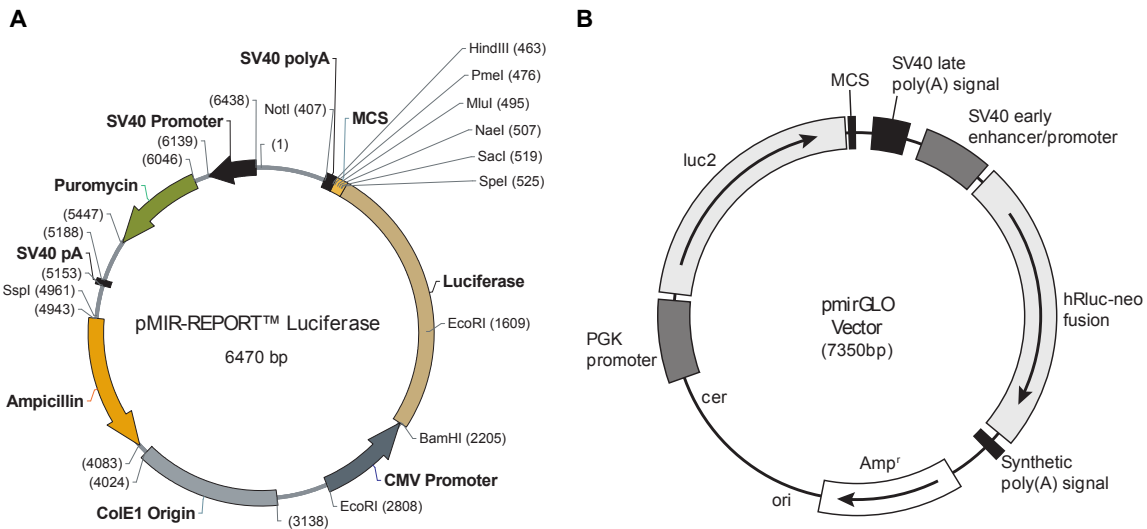 A
SV40 polyA
HindIII (463)
PmeI (476)
MluI (495)
NaeI (507)
SacI (519)
SpeI (525)
NotI (407)
MCS
(6438)
(1)
SV40 Promoter
(6139)
(6046)
Puromycin
(5447)
(5188)
SV40 pA
(5153)
SspI (4961)
(4943)
Luciferase
EcoRI (1609)
pMIR-REPORT™ Luciferase
6470 bp
Ampicillin
BamHI (2205)
(4083)
(4024)
CMV Promoter
EcoRI (2808)
ColE1 Origin
(3138)
B
MCS
SV40 late
poly(A) signal
SV40 early
enhancer/promoter
luc2
hRluc-neo
fusion
pmirGLO
Vector
(7350bp)
PGK
promoter
cer
Ampʳ
ori
Synthetic
poly(A) signal